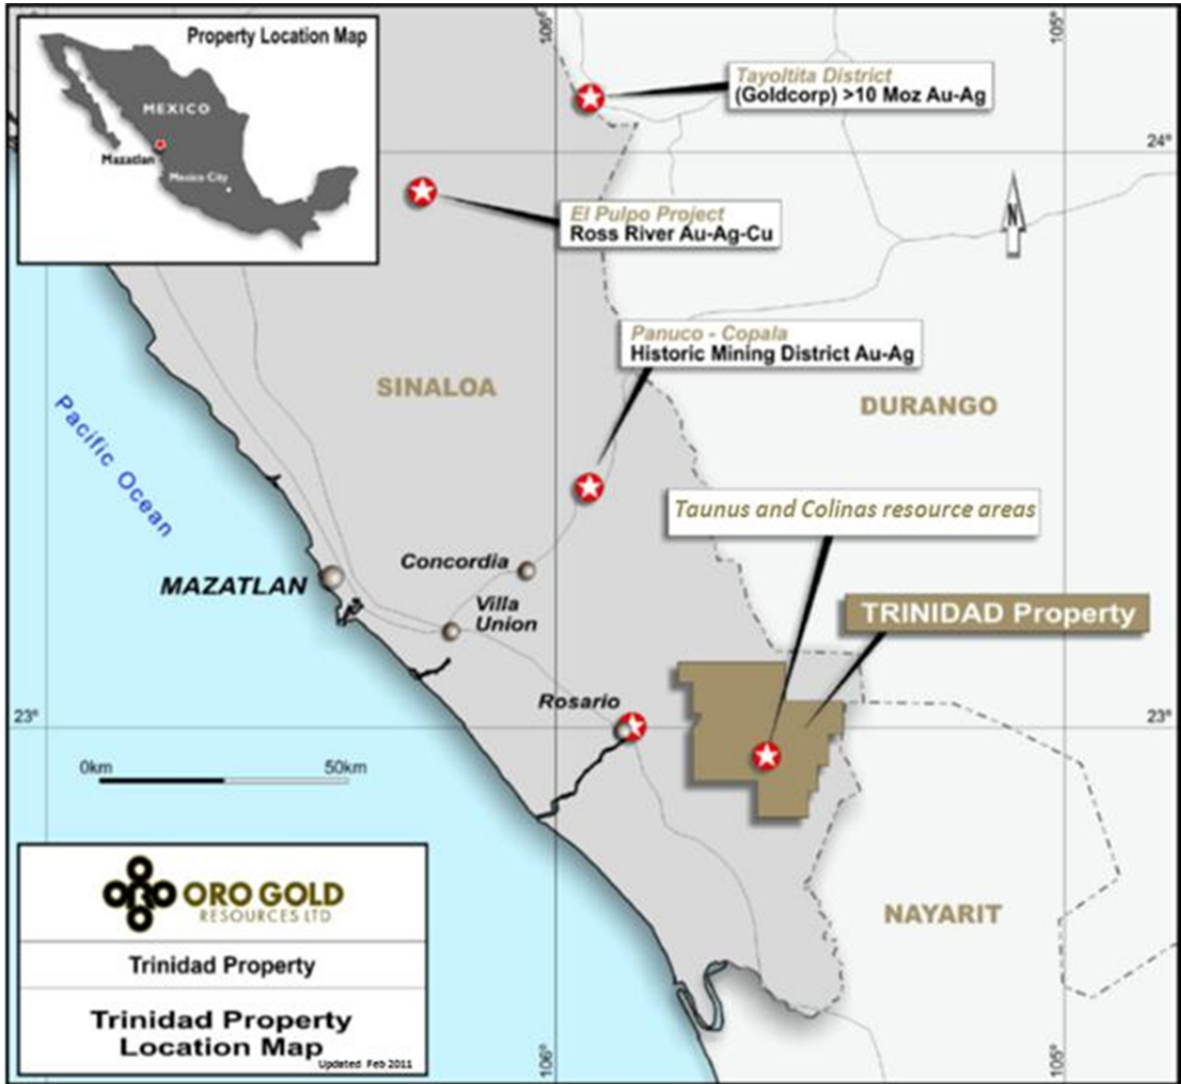 Property Location Map
MEXICO
Mazatlan
Mexico City
106°
105°
Tayoltita District
(Goldcorp) >10 Moz Au-Ag
24°
El Pulpo Project
Ross River Au-Ag-Cu
N
Panuco - Copala
Historic Mining District Au-Ag
SINALOA
DURANGO
Pacific Ocean
Taunus and Colinas resource areas
Concordia
MAZATLAN
Villa
Union
TRINIDAD Property
Rosario
23°
23°
0km
50km
ORO GOLD
RESOURCES LTD
NAYARIT
Trinidad Property
Trinidad Property
Location Map
Updated Feb 2011
106°
105°